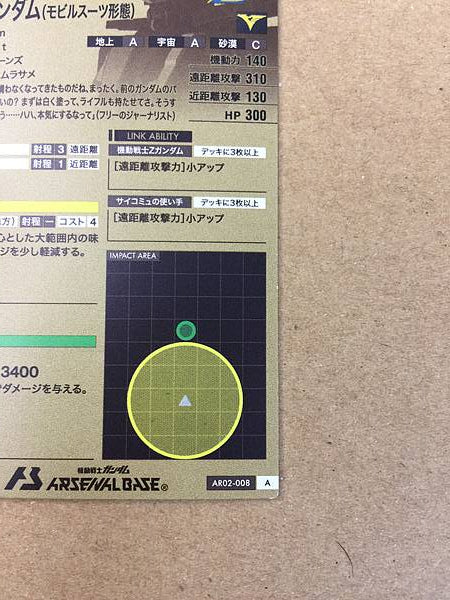 ンダム(モビルスーツ形態)
地上 A 宇宙 A 砂漠 C
ーンズ
ムラサメ
機動力 140
遠距離攻撃 310
近距離攻撃 130
HP 300
構わなくなってきたものだね、まったく。前のガンダムのパ
いの? まずは白く塗って、ライフルも持たせてさ。そうす
う……ハハ、本気にするなって」(フリーのジャーナリスト)
射程 3 遠距離
射程 1 近距離
LINK ABILITY
機動戦士Zガンダム デッキに3枚以上
[遠距離攻撃力]小アップ
サイコミュの使い手 デッキに3枚以上
[遠距離攻撃力]小アップ
方) 射程 ー コスト 4
心とした大範囲内の味
ジを少し軽減する。
IMPACT AREA
3400
ダメージを与える。
機動戦士ガンダム
ARSENAL BASE®
AR02-008 A